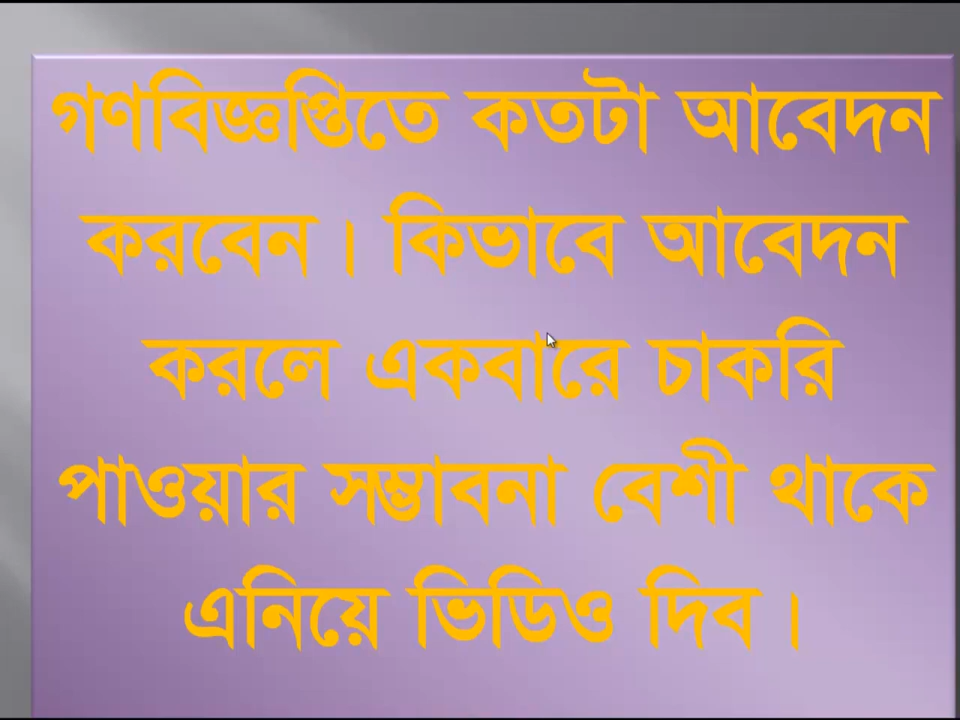 গণবিজ্ঞপ্তিতে কতটা আবেদন
করবেন । কিভাবে আবেদন
করলে একবারে চাকরি
পাওয়ার সম্ভাবনা বেশী থাকে
এনিয়ে ভিডিও দিব ।